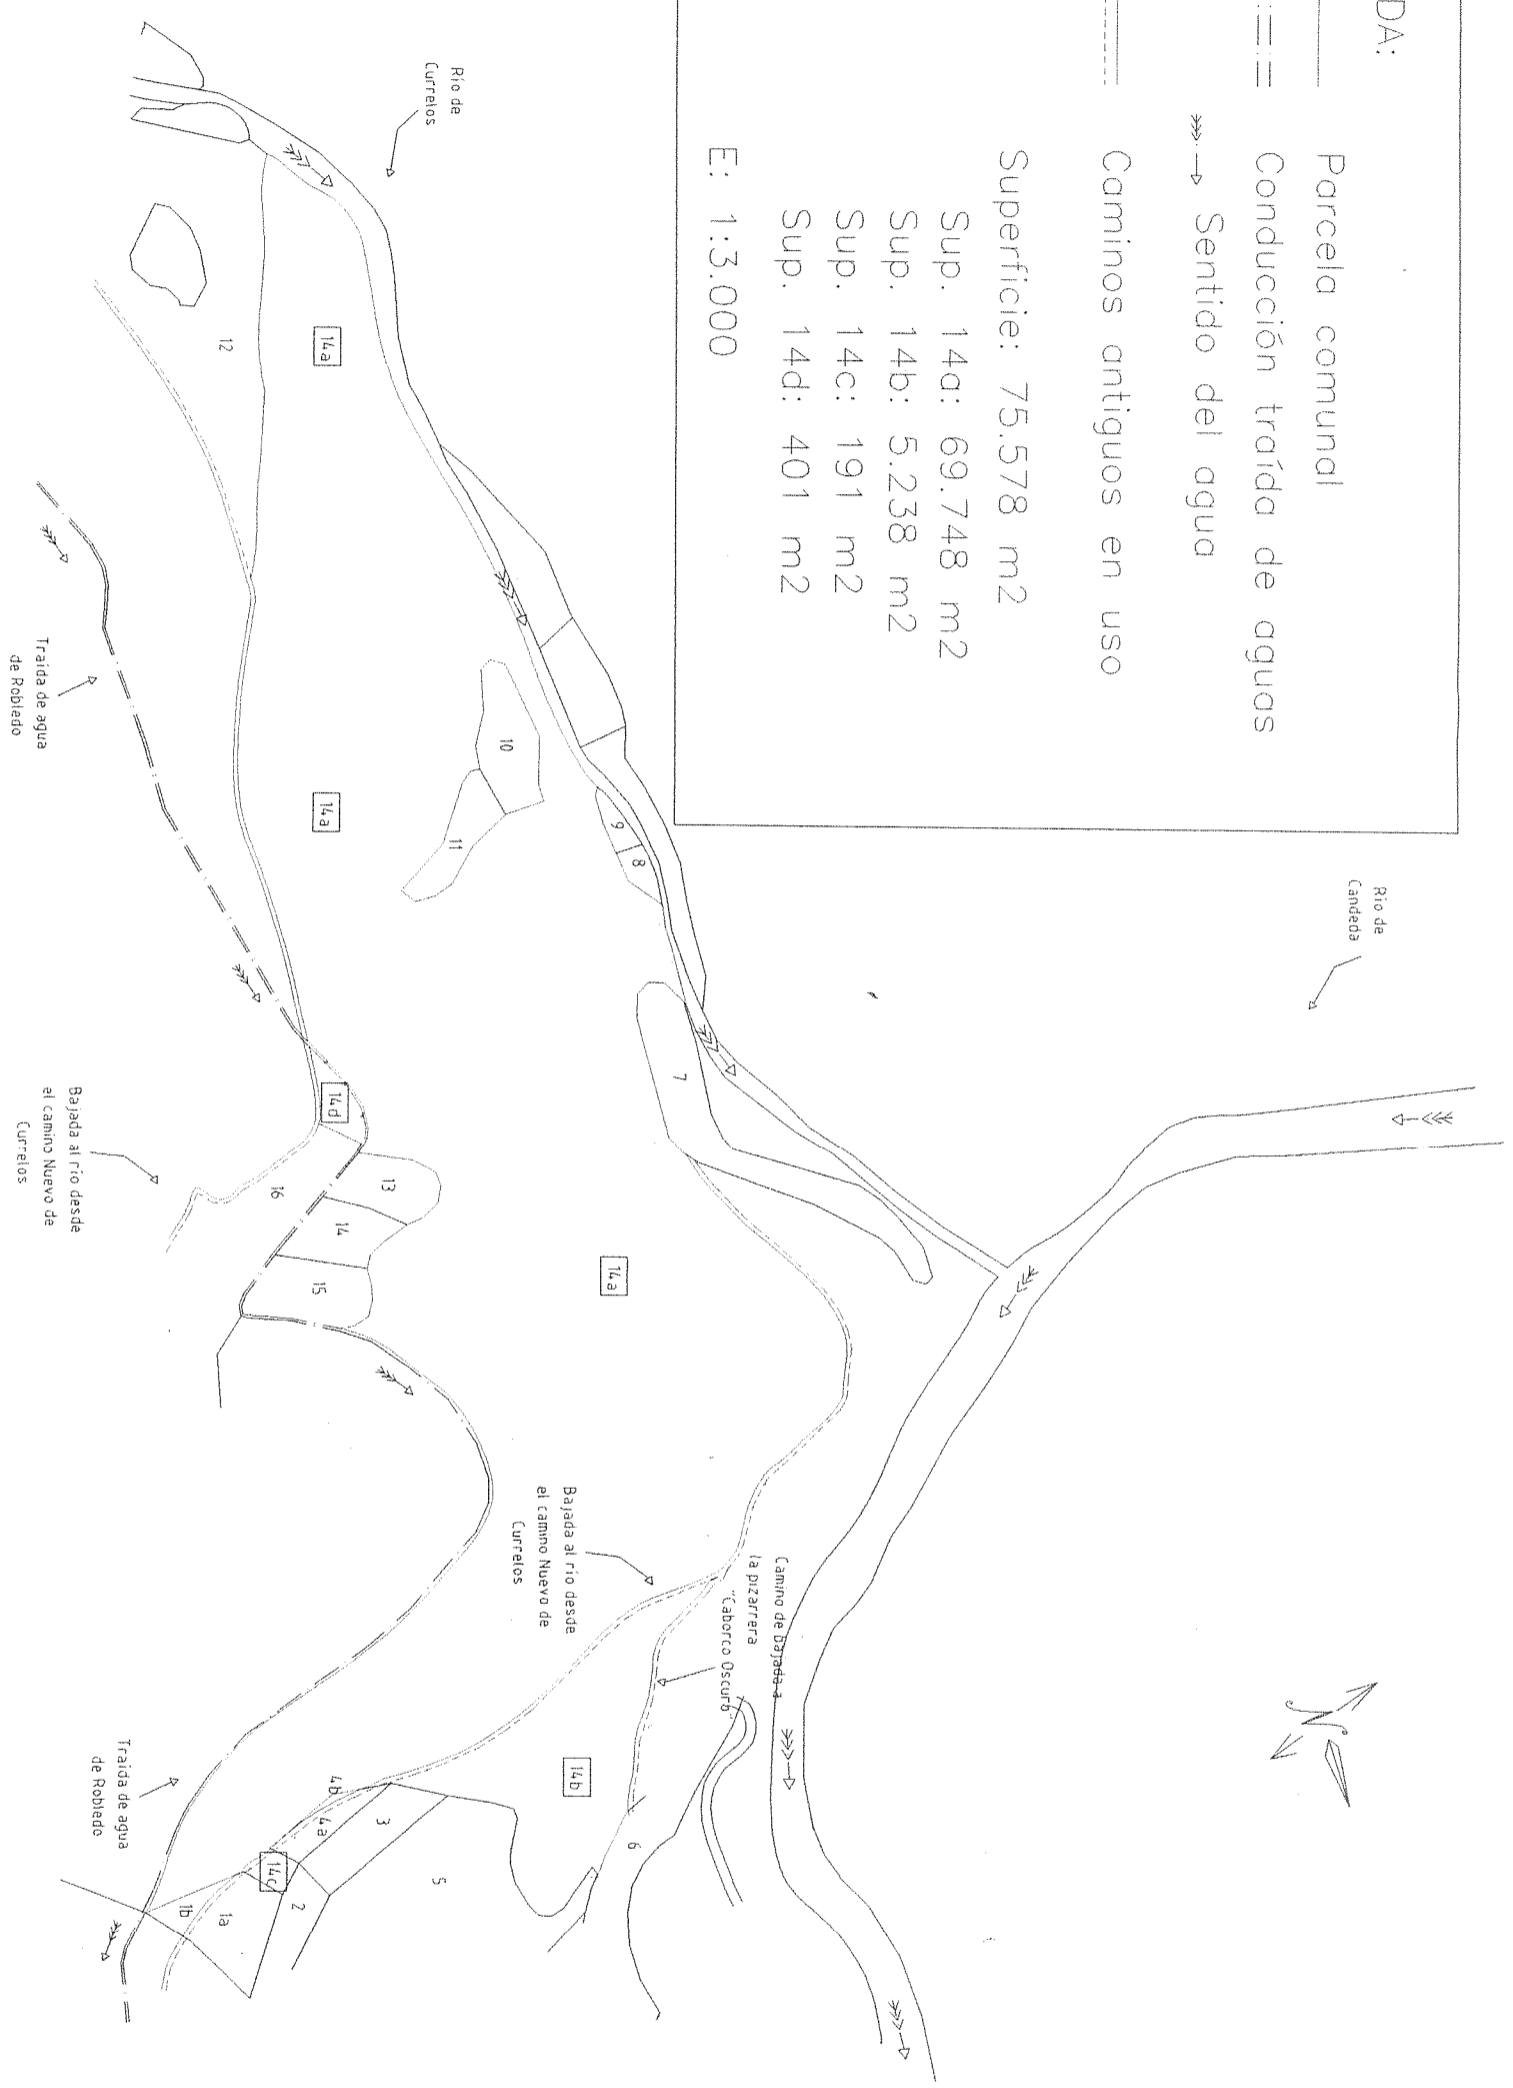 DA:
Parcela comunal
Conducción traída de aguas
Sentido del agua
Caminos antiguos en uso
Superficie: 75.578 m2
Sup. 14a: 69.748 m2
Sup. 14b: 5.238 m2
Sup. 14c: 191 m2
Sup. 14d: 401 m2
E: 1:3.000
Río de
Candeda
N
Río de
Currelos
12
14a
10
11
9
8
7
14a
Traida de agua
de Robledo
14d
13
14
15
16
Bajada al río desde
el camino Nuevo de
Currelos
14a
Bajada al río desde
el camino Nuevo de
Currelos
Camino de Bajada a
la pizarrera
"Caborco Oscuro"
14b
6
5
3
4b
4a
14c
2
1a
1b
Traida de agua
de Robledo